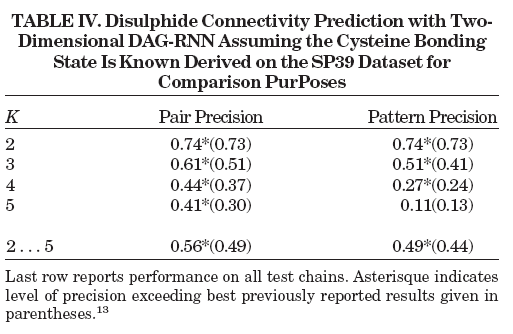 TABLE IV. Disulphide Connectivity Prediction with Two-
Dimensional DAG-RNN Assuming the Cysteine Bonding
State Is Known Derived on the SP39 Dataset for
Comparison PurPoses
K Pair Precision Pattern Precision
2 0.74*(0.73) 0.74*(0.73)
3 0.61*(0.51) 0.51*(0.41)
4 0.44*(0.37) 0.27*(0.24)
5 0.41*(0.30) 0.11(0.13)
2...5 0.56*(0.49) 0.49*(0.44)
Last row reports performance on all test chains. Asterisque indicates
level of precision exceeding best previously reported results given in
parentheses.¹³